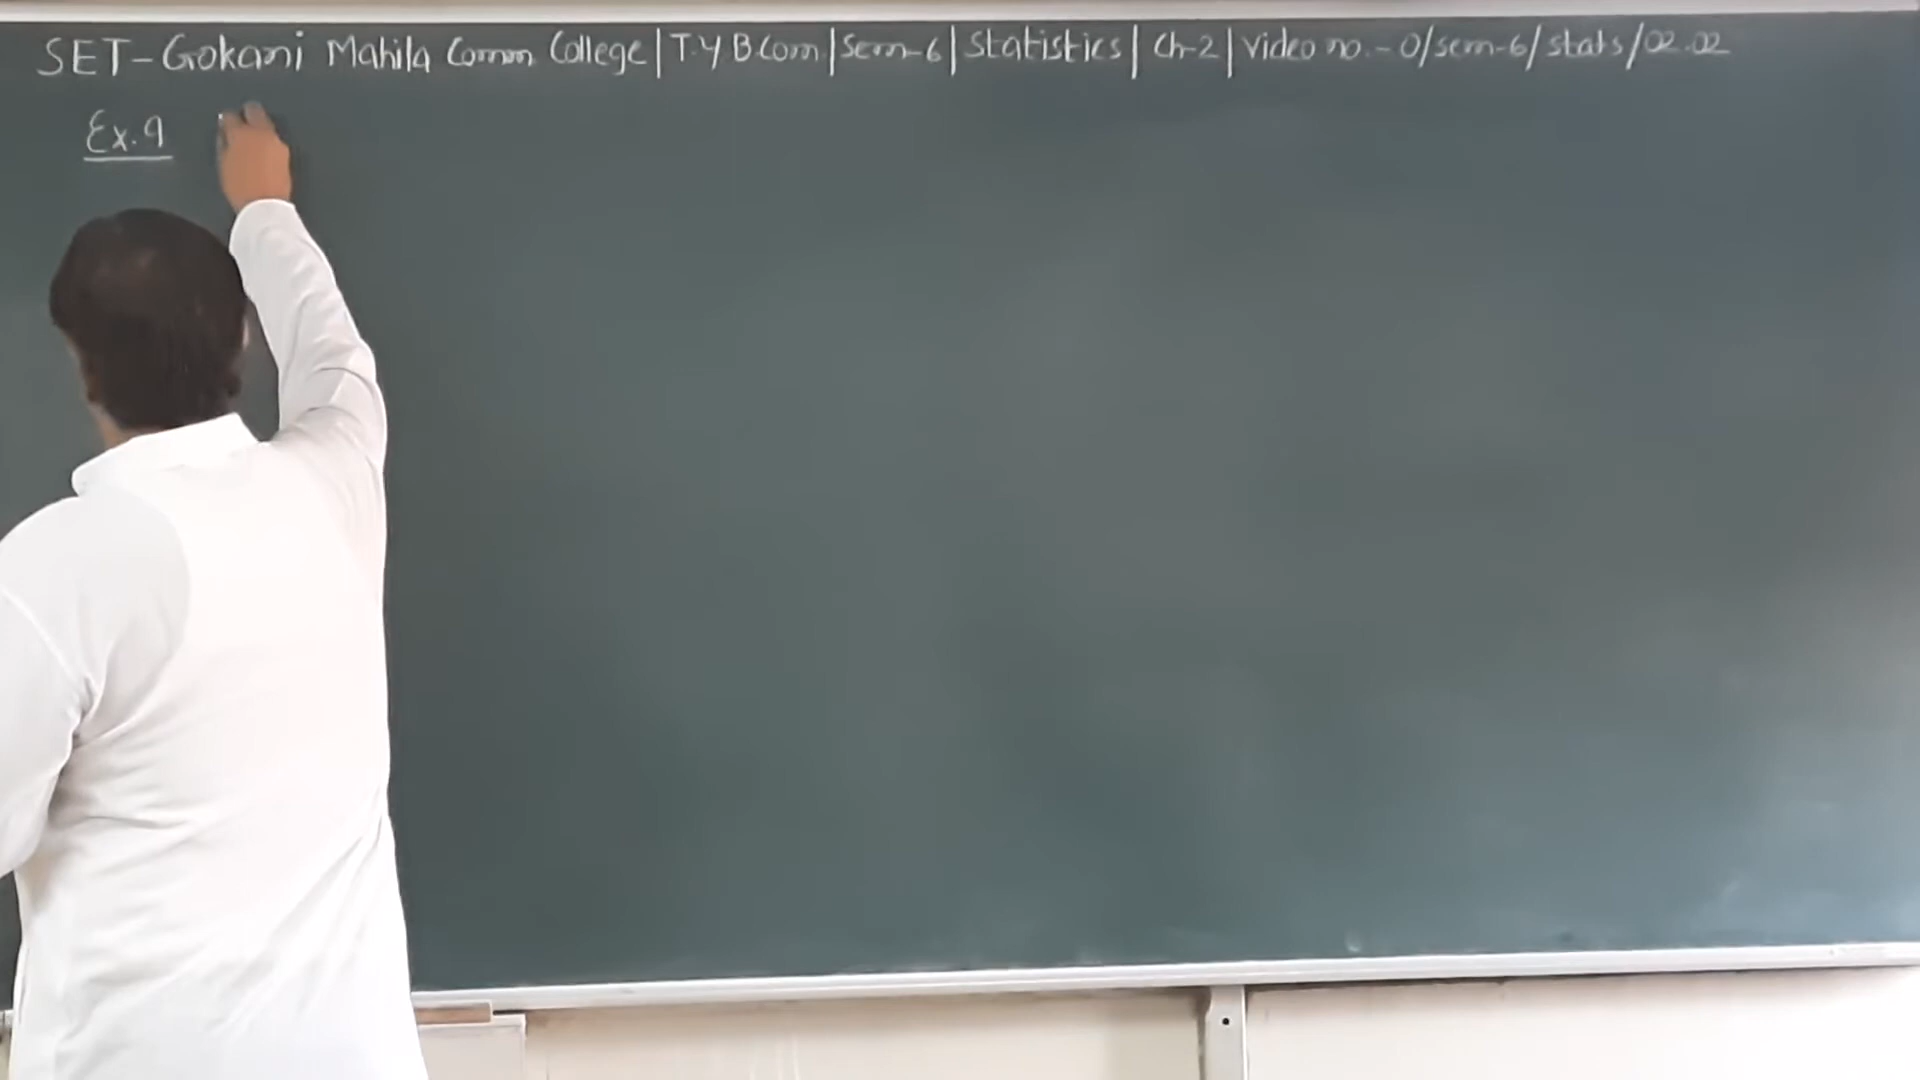 SET-Gokani Mahila Comm College | T.Y B.Com | Sem-6 | Statistics | Ch-2 | Video no. - 0/sem-6/stats/02.02
Ex.9